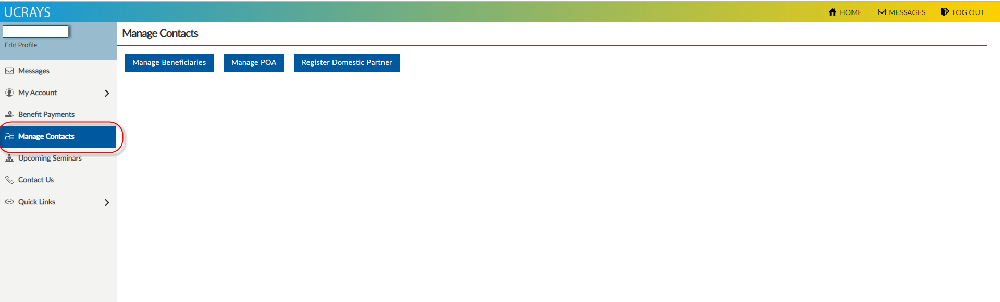 UCRAYS
HOME MESSAGES LOG OUT
Edit Profile
Messages
My Account
Benefit Payments
Manage Contacts
Upcoming Seminars
Contact Us
Quick Links
Manage Contacts
Manage Beneficiaries Manage POA Register Domestic Partner